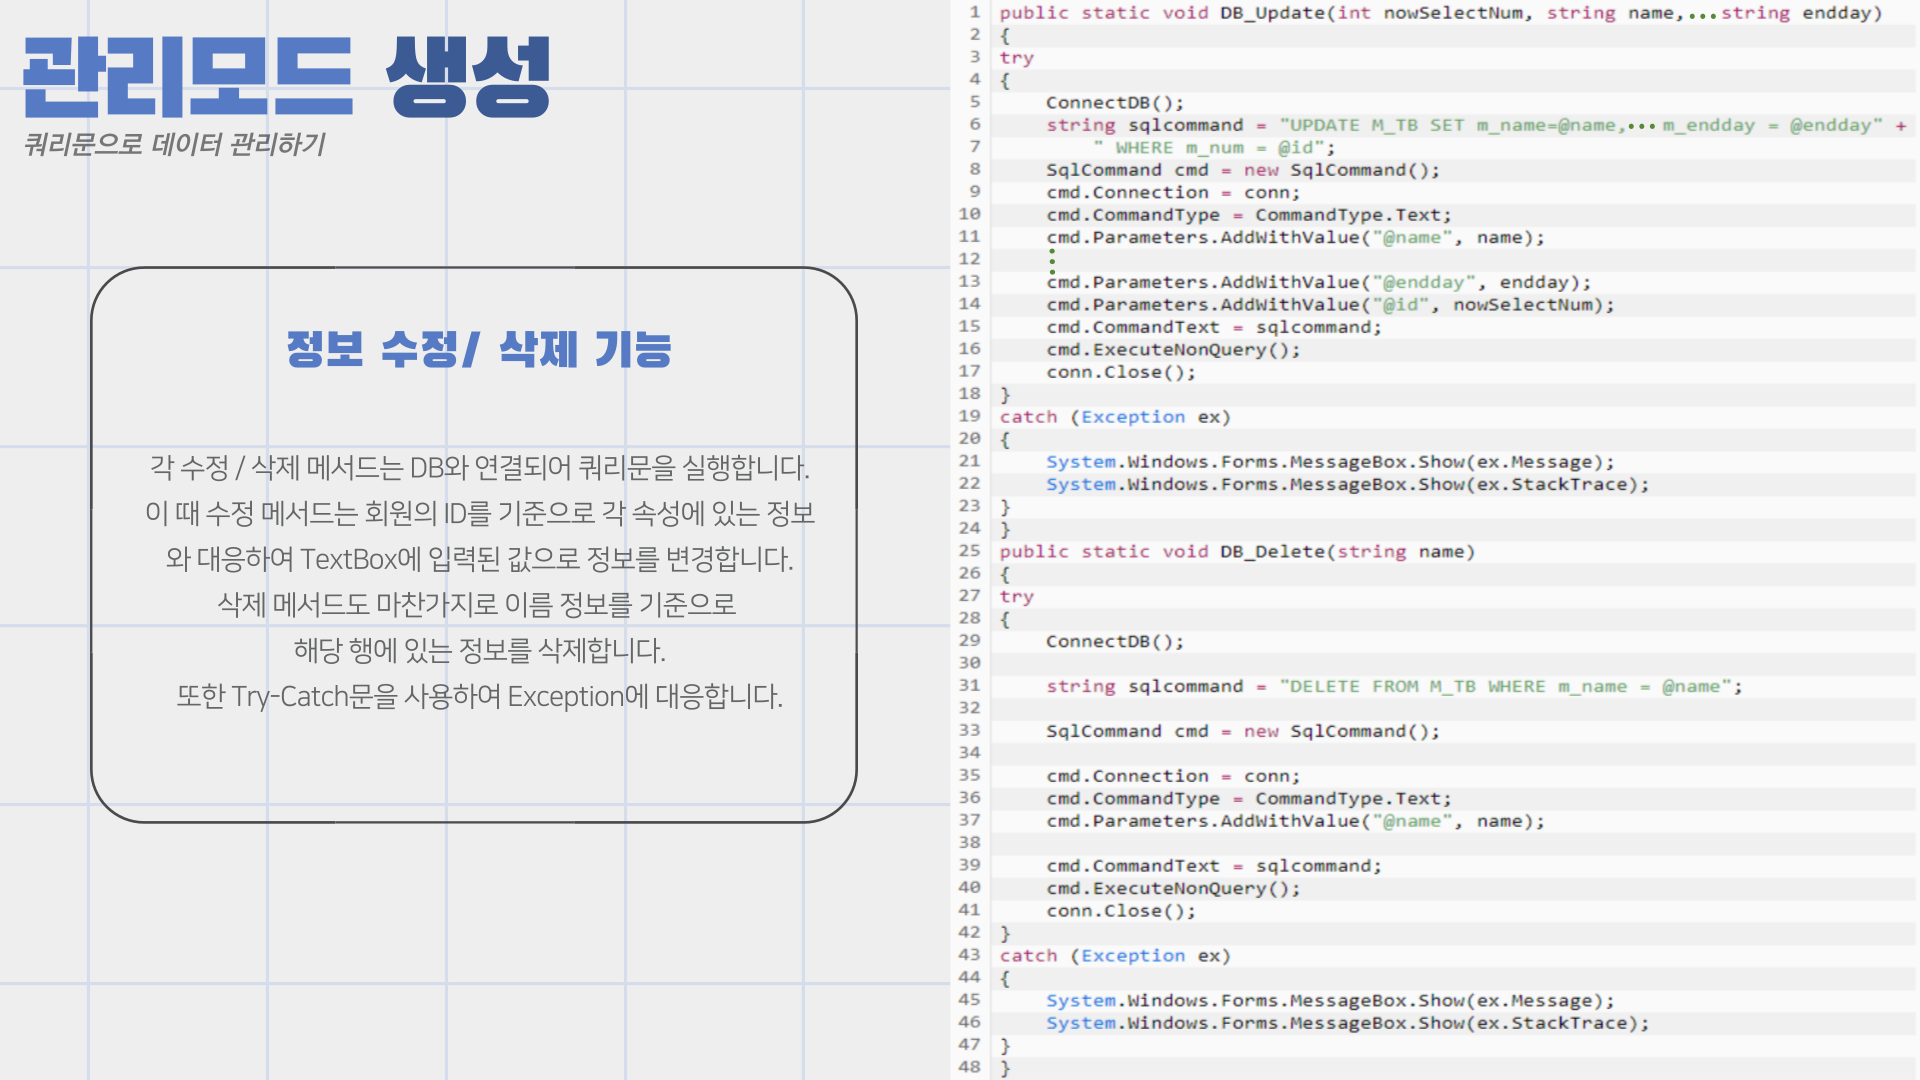 관리모드 생성
쿼리문으로 데이터 관리하기
정보 수정/ 삭제 기능
각 수정 / 삭제 메서드는 DB와 연결되어 쿼리문을 실행합니다.
이 때 수정 메서드는 회원의 ID를 기준으로 각 속성에 있는 정보
와 대응하여 TextBox에 입력된 값으로 정보를 변경합니다.
삭제 메서드도 마찬가지로 이름 정보를 기준으로
해당 행에 있는 정보를 삭제합니다.
또한 Try-Catch문을 사용하여 Exception에 대응합니다.
1 public static void DB_Update(int nowSelectNum, string name,...string endday)
2 {
3 try
4 {
5 ConnectDB();
6 string sqlcommand = "UPDATE M_TB SET m_name=@name,... m_endday = @endday" +
7 " WHERE m_num = @id";
8 SqlCommand cmd = new SqlCommand();
9 cmd.Connection = conn;
10 cmd.CommandType = CommandType.Text;
11 cmd.Parameters.AddWithValue("@name", name);
12
13 cmd.Parameters.AddWithValue("@endday", endday);
14 cmd.Parameters.AddWithValue("@id", nowSelectNum);
15 cmd.CommandText = sqlcommand;
16 cmd.ExecuteNonQuery();
17 conn.Close();
18 }
19 catch (Exception ex)
20 {
21 System.Windows.Forms.MessageBox.Show(ex.Message);
22 System.Windows.Forms.MessageBox.Show(ex.StackTrace);
23 }
24 }
25 public static void DB_Delete(string name)
26 {
27 try
28 {
29 ConnectDB();
30
31 string sqlcommand = "DELETE FROM M_TB WHERE m_name = @name";
32
33 SqlCommand cmd = new SqlCommand();
34
35 cmd.Connection = conn;
36 cmd.CommandType = CommandType.Text;
37 cmd.Parameters.AddWithValue("@name", name);
38
39 cmd.CommandText = sqlcommand;
40 cmd.ExecuteNonQuery();
41 conn.Close();
42 }
43 catch (Exception ex)
44 {
45 System.Windows.Forms.MessageBox.Show(ex.Message);
46 System.Windows.Forms.MessageBox.Show(ex.StackTrace);
47 }
48 }